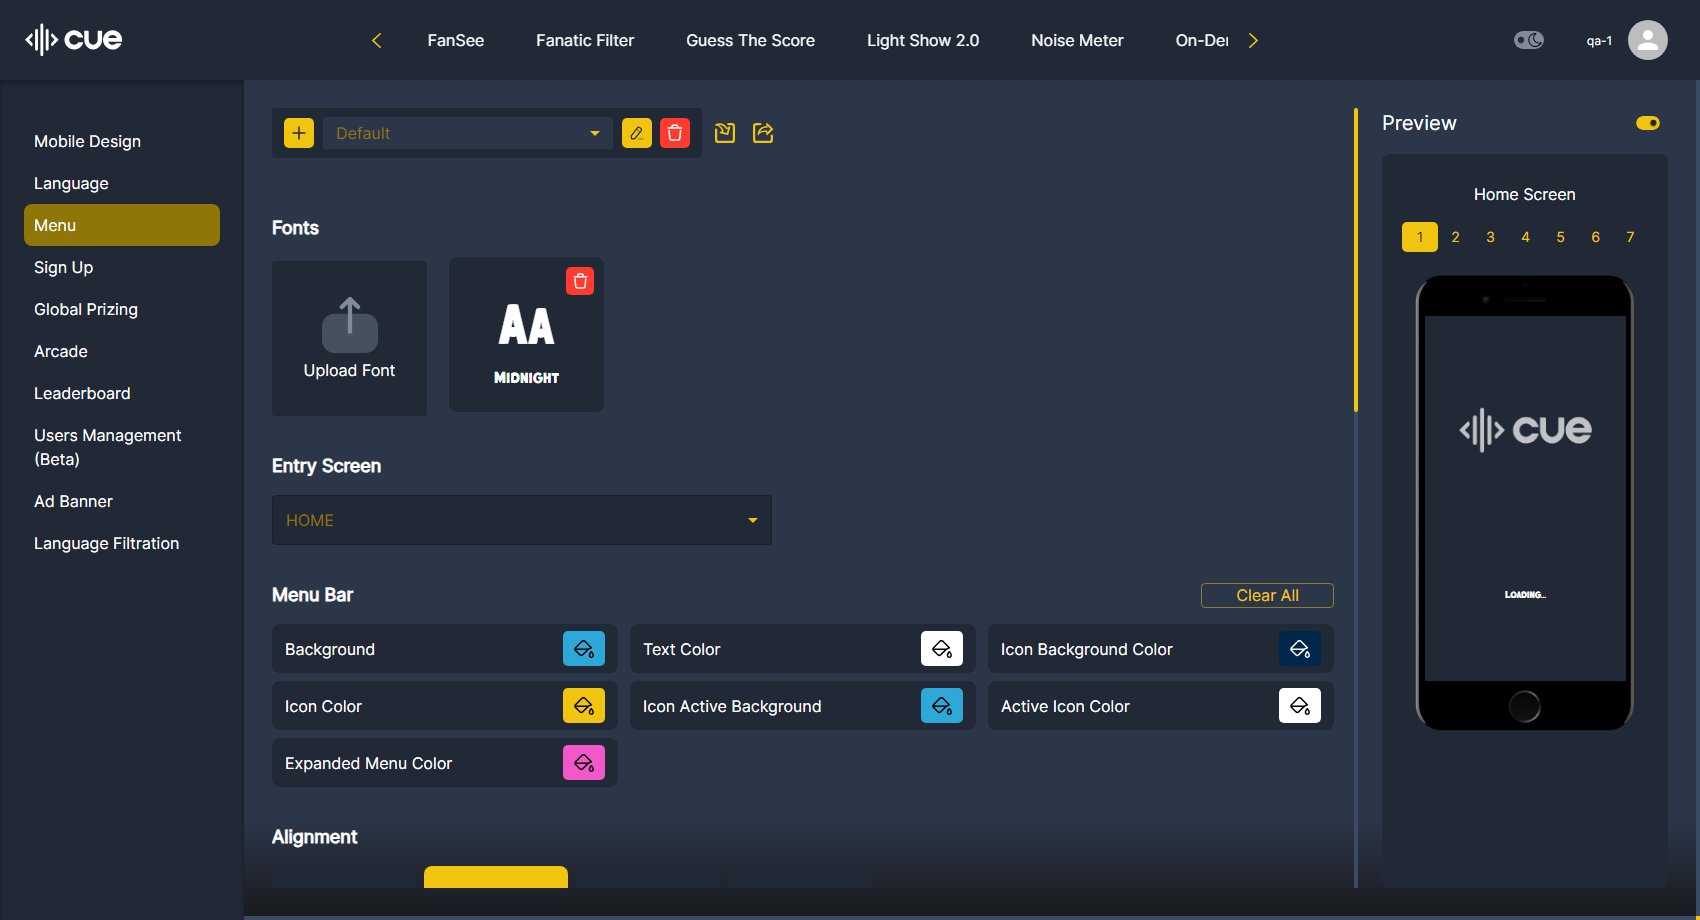 cue
FanSee
Fanatic Filter
Guess The Score
Light Show 2.0
Noise Meter
On-De
qa-1
Mobile Design
Language
Menu
Sign Up
Global Prizing
Arcade
Leaderboard
Users Management
(Beta)
Ad Banner
Language Filtration
Default
Fonts
Upload Font
AA
MIDNIGHT
Entry Screen
HOME
Menu Bar
Clear All
Background
Text Color
Icon Background Color
Icon Color
Icon Active Background
Active Icon Color
Expanded Menu Color
Alignment
Preview
Home Screen
1 2 3 4 5 6 7
cue
LOADING...